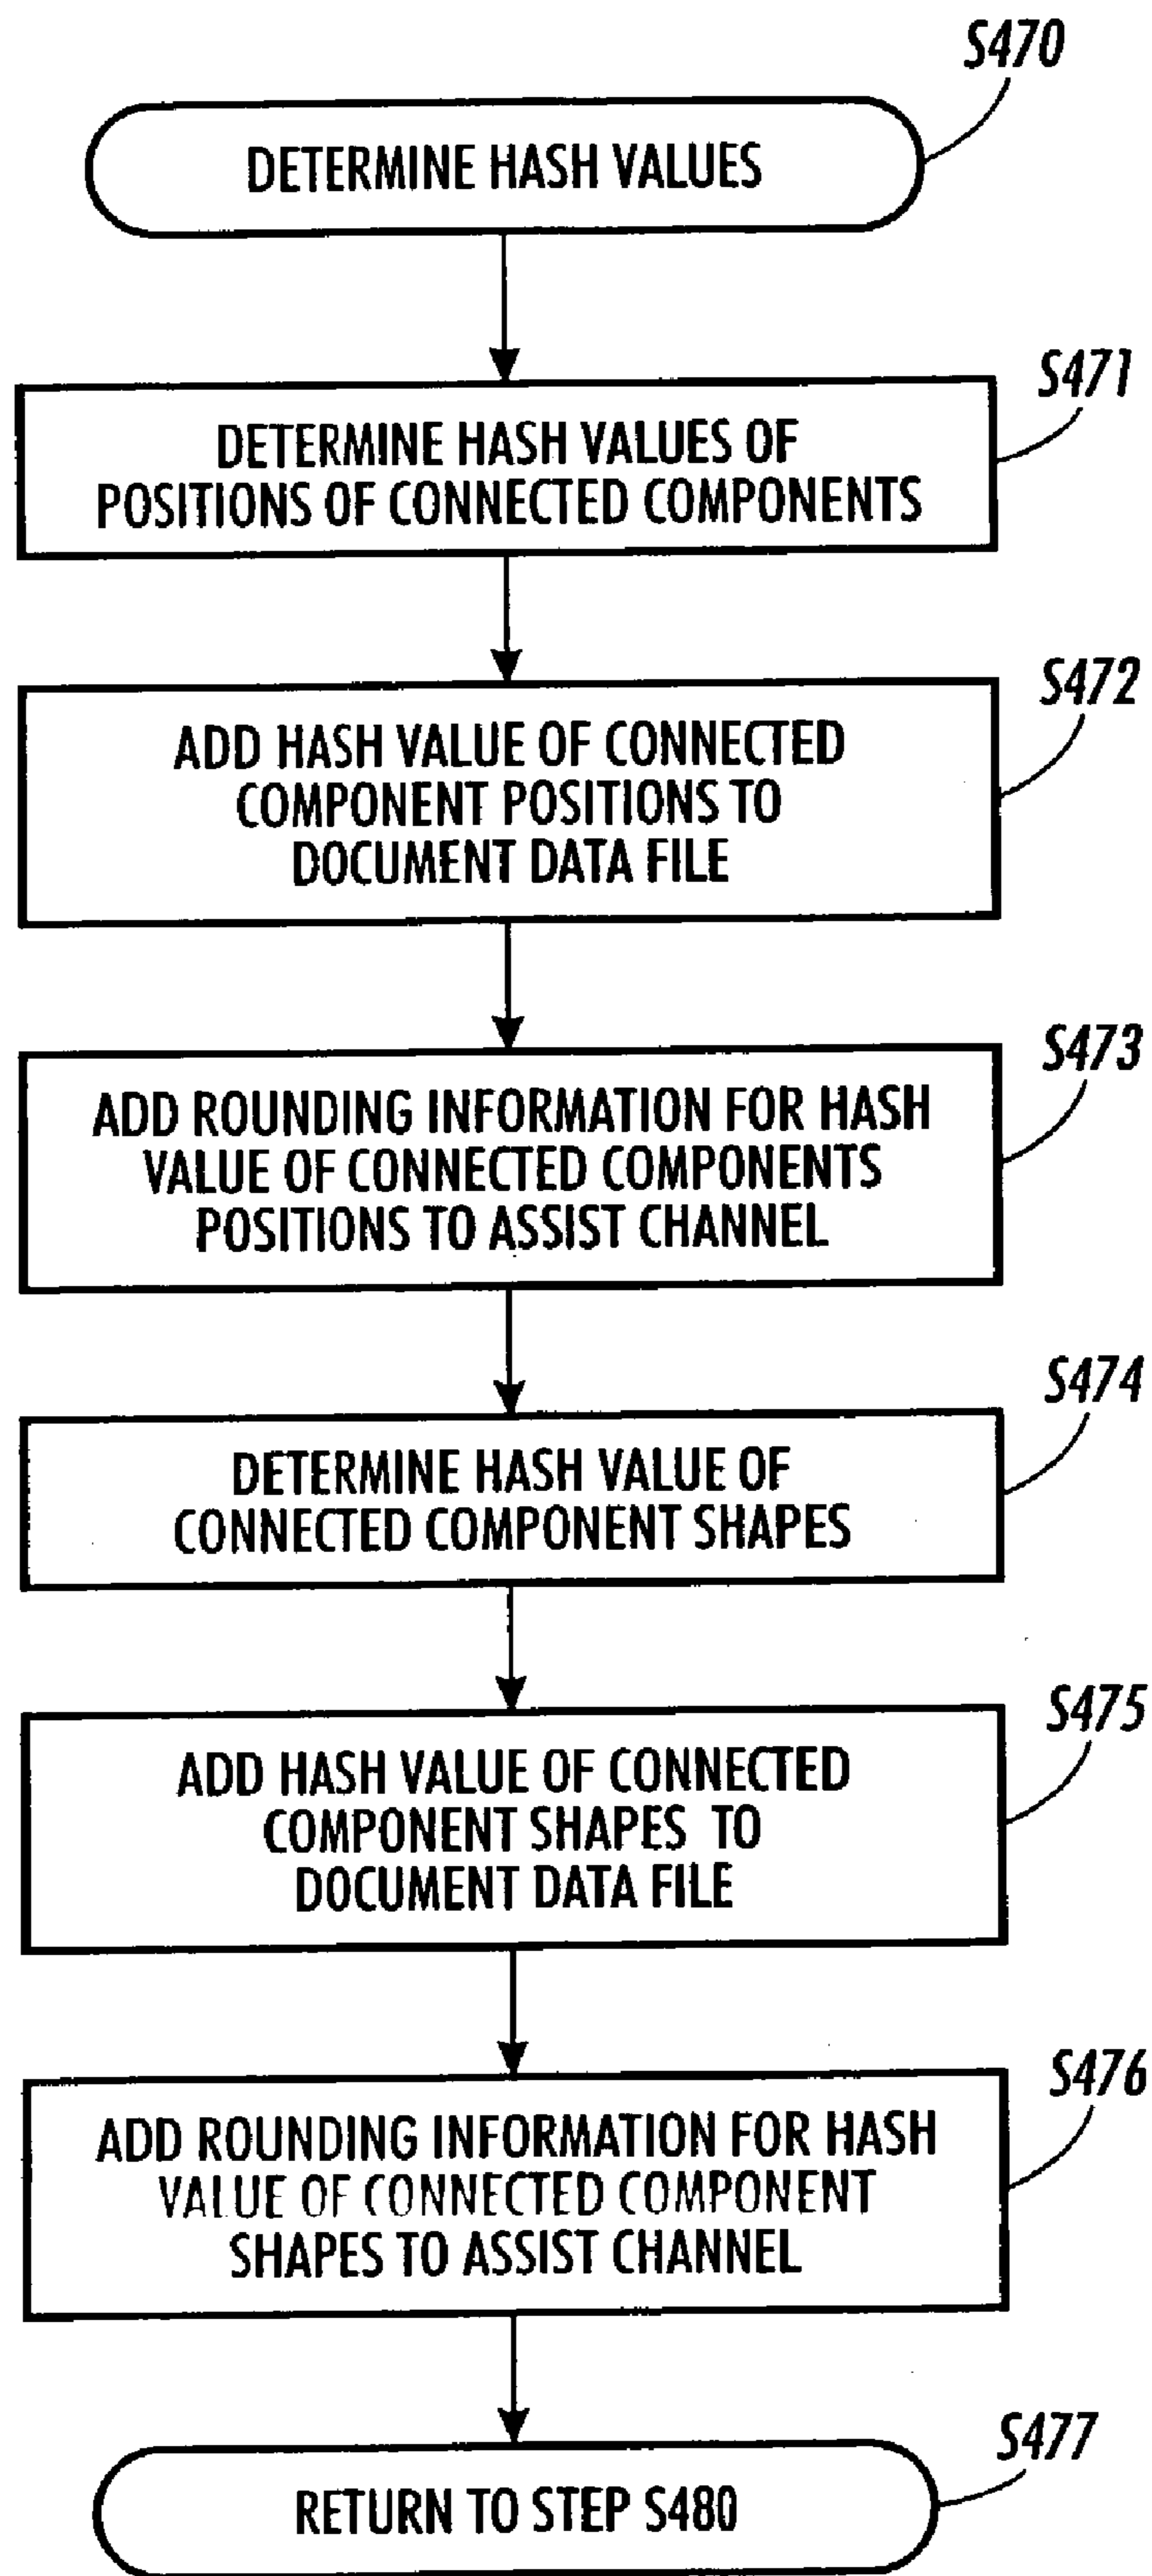 S470
DETERMINE HASH VALUES
S471
DETERMINE HASH VALUES OF
POSITIONS OF CONNECTED COMPONENTS
S472
ADD HASH VALUE OF CONNECTED
COMPONENT POSITIONS TO
DOCUMENT DATA FILE
S473
ADD ROUNDING INFORMATION FOR HASH
VALUE OF CONNECTED COMPONENTS
POSITIONS TO ASSIST CHANNEL
S474
DETERMINE HASH VALUE OF
CONNECTED COMPONENT SHAPES
S475
ADD HASH VALUE OF CONNECTED
COMPONENT SHAPES TO
DOCUMENT DATA FILE
S476
ADD ROUNDING INFORMATION FOR HASH
VALUE OF CONNECTED COMPONENT
SHAPES TO ASSIST CHANNEL
S477
RETURN TO STEP S480